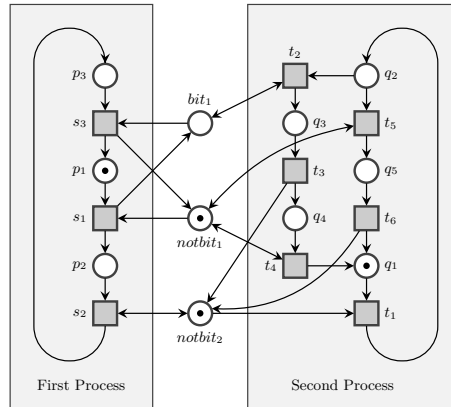 t₂
p₃
q₂
bit₁
s₃
q₃
t₅
p₁
t₃
q₅
s₁
q₄
t₆
notbit₁
p₂
t₄
q₁
s₂
t₁
notbit₂
First Process
Second Process